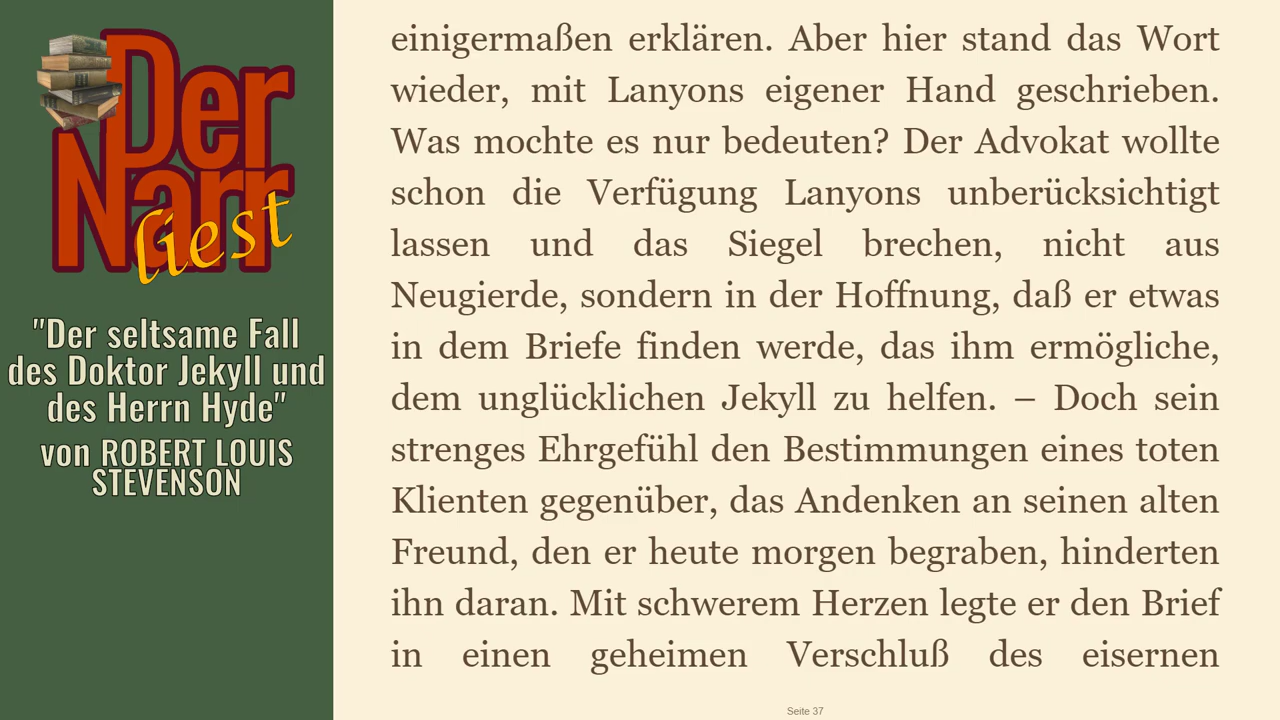 Der
Narr
liest
"Der seltsame Fall
des Doktor Jekyll und
des Herrn Hyde"
von ROBERT LOUIS
STEVENSON
einigermaßen erklären. Aber hier stand das Wort
wieder, mit Lanyons eigener Hand geschrieben.
Was mochte es nur bedeuten? Der Advokat wollte
schon die Verfügung Lanyons unberücksichtigt
lassen und das Siegel brechen, nicht aus
Neugierde, sondern in der Hoffnung, daß er etwas
in dem Briefe finden werde, das ihm ermögliche,
dem unglücklichen Jekyll zu helfen. – Doch sein
strenges Ehrgefühl den Bestimmungen eines toten
Klienten gegenüber, das Andenken an seinen alten
Freund, den er heute morgen begraben, hinderten
ihn daran. Mit schwerem Herzen legte er den Brief
in einen geheimen Verschluß des eisernen
Seite 37